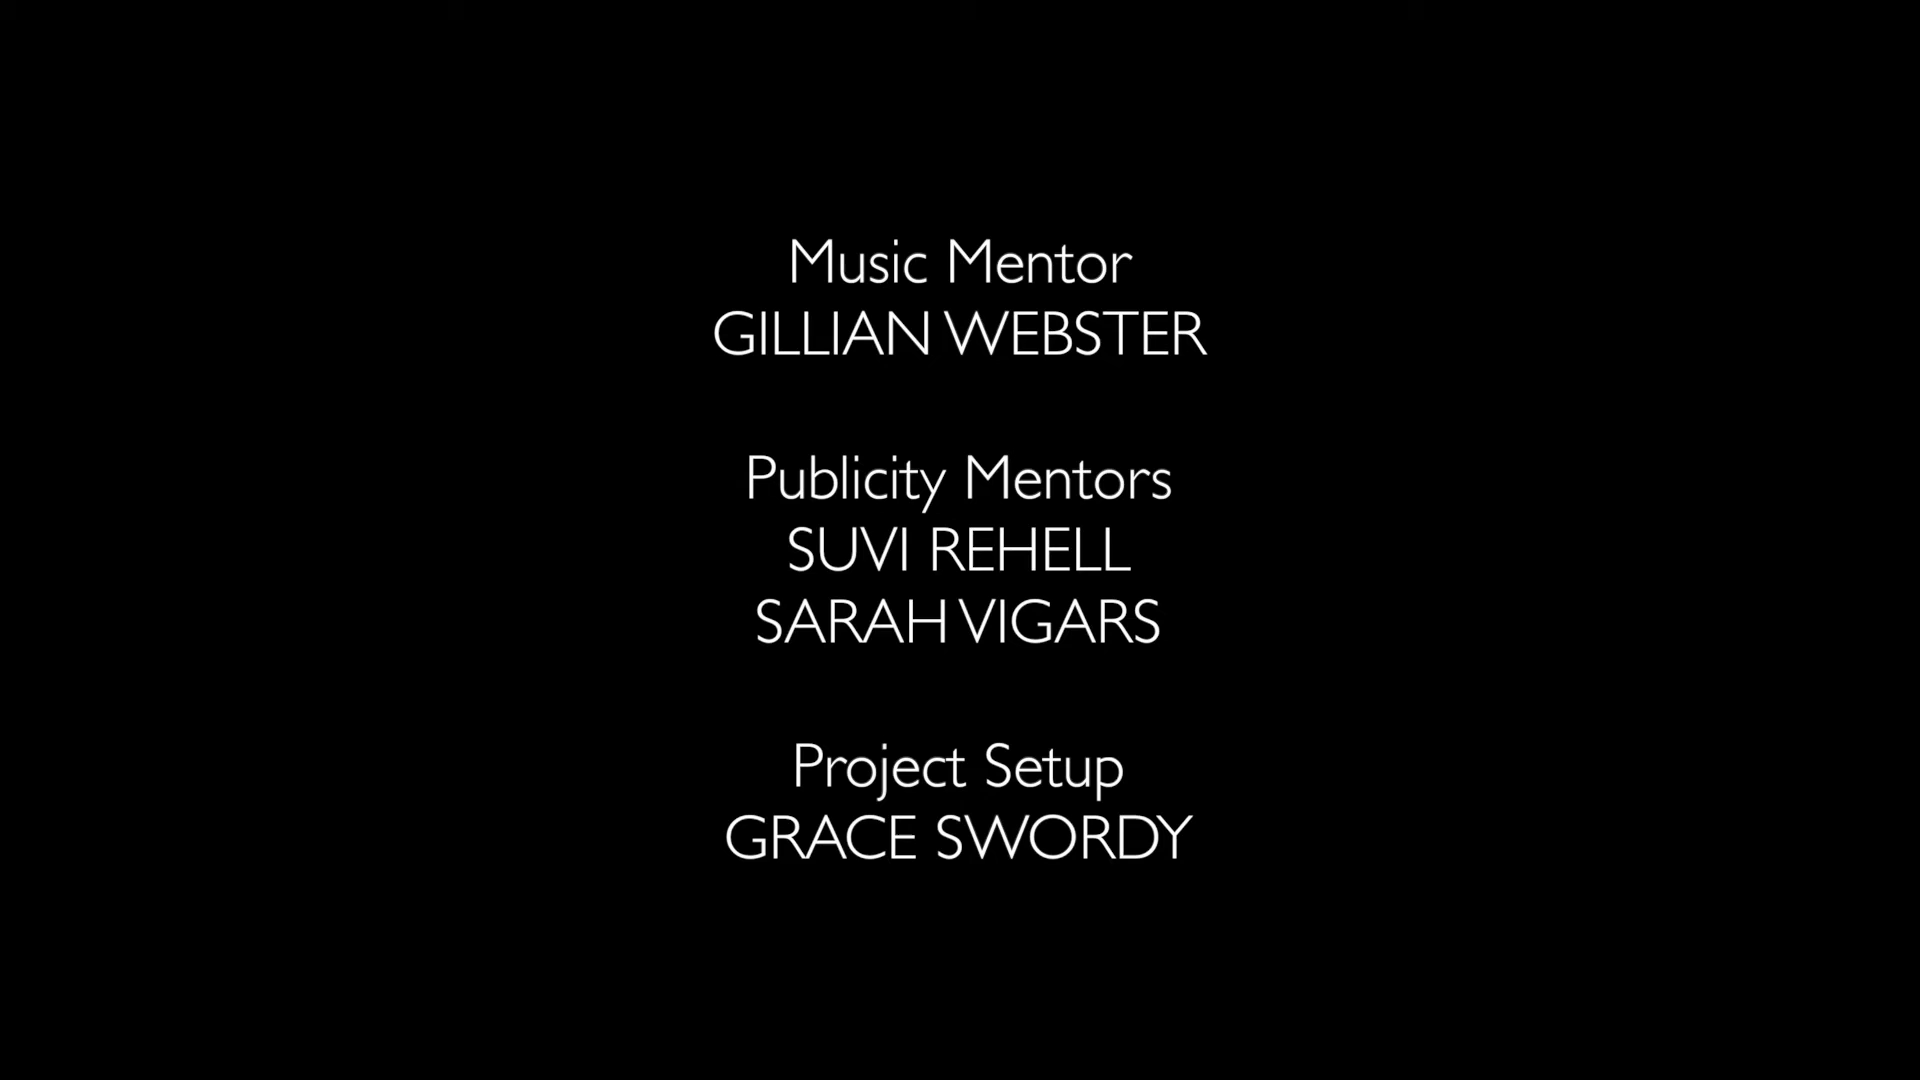 Music Mentor
GILLIAN WEBSTER
Publicity Mentors
SUVI REHELL
SARAH VIGARS
Project Setup
GRACE SWORDY